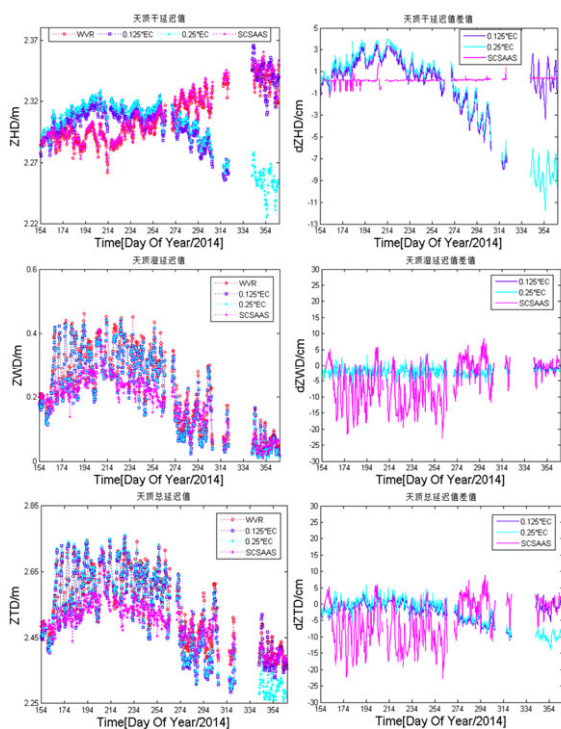 天顶干延迟值
WVR 0.125*EC 0.25*EC SCSAAS
ZHD/m
2.37
2.32
2.27
2.22
154 174 194 214 234 254 274 294 314 334 354
Time[Day Of Year/2014]
天顶干延迟值差值
0.125*EC
0.25*EC
SCSAAS
dZHD/cm
5
3
1
-1
-3
-5
-7
-9
-11
-13
154 174 194 214 234 254 274 294 314 334 354
Time[Day Of Year/2014]
天顶湿延迟值
WVR
0.125*EC
0.25*EC
SCSAAS
ZWD/m
0.6
0.4
0.2
0
154 174 194 214 234 254 274 294 314 334 354
Time[Day Of Year/2014]
天顶湿延迟值差值
0.125*EC
0.25*EC
SCSAAS
dZWD/cm
30
25
20
15
10
5
0
-5
-10
-15
-20
-25
-30
154 174 194 214 234 254 274 294 314 334 354
Time[Day Of Year/2014]
天顶总延迟值
WVR
0.125*EC
0.25*EC
SCSAAS
ZTD/m
2.85
2.65
2.45
2.25
154 174 194 214 234 254 274 294 314 334 354
Time[Day Of Year/2014]
天顶总延迟值差值
0.125*EC
0.25*EC
SCSAAS
dZTD/cm
30
25
20
15
10
5
0
-5
-10
-15
-20
-25
-30
154 174 194 214 234 254 274 294 314 334 354
Time[Day Of Year/2014]